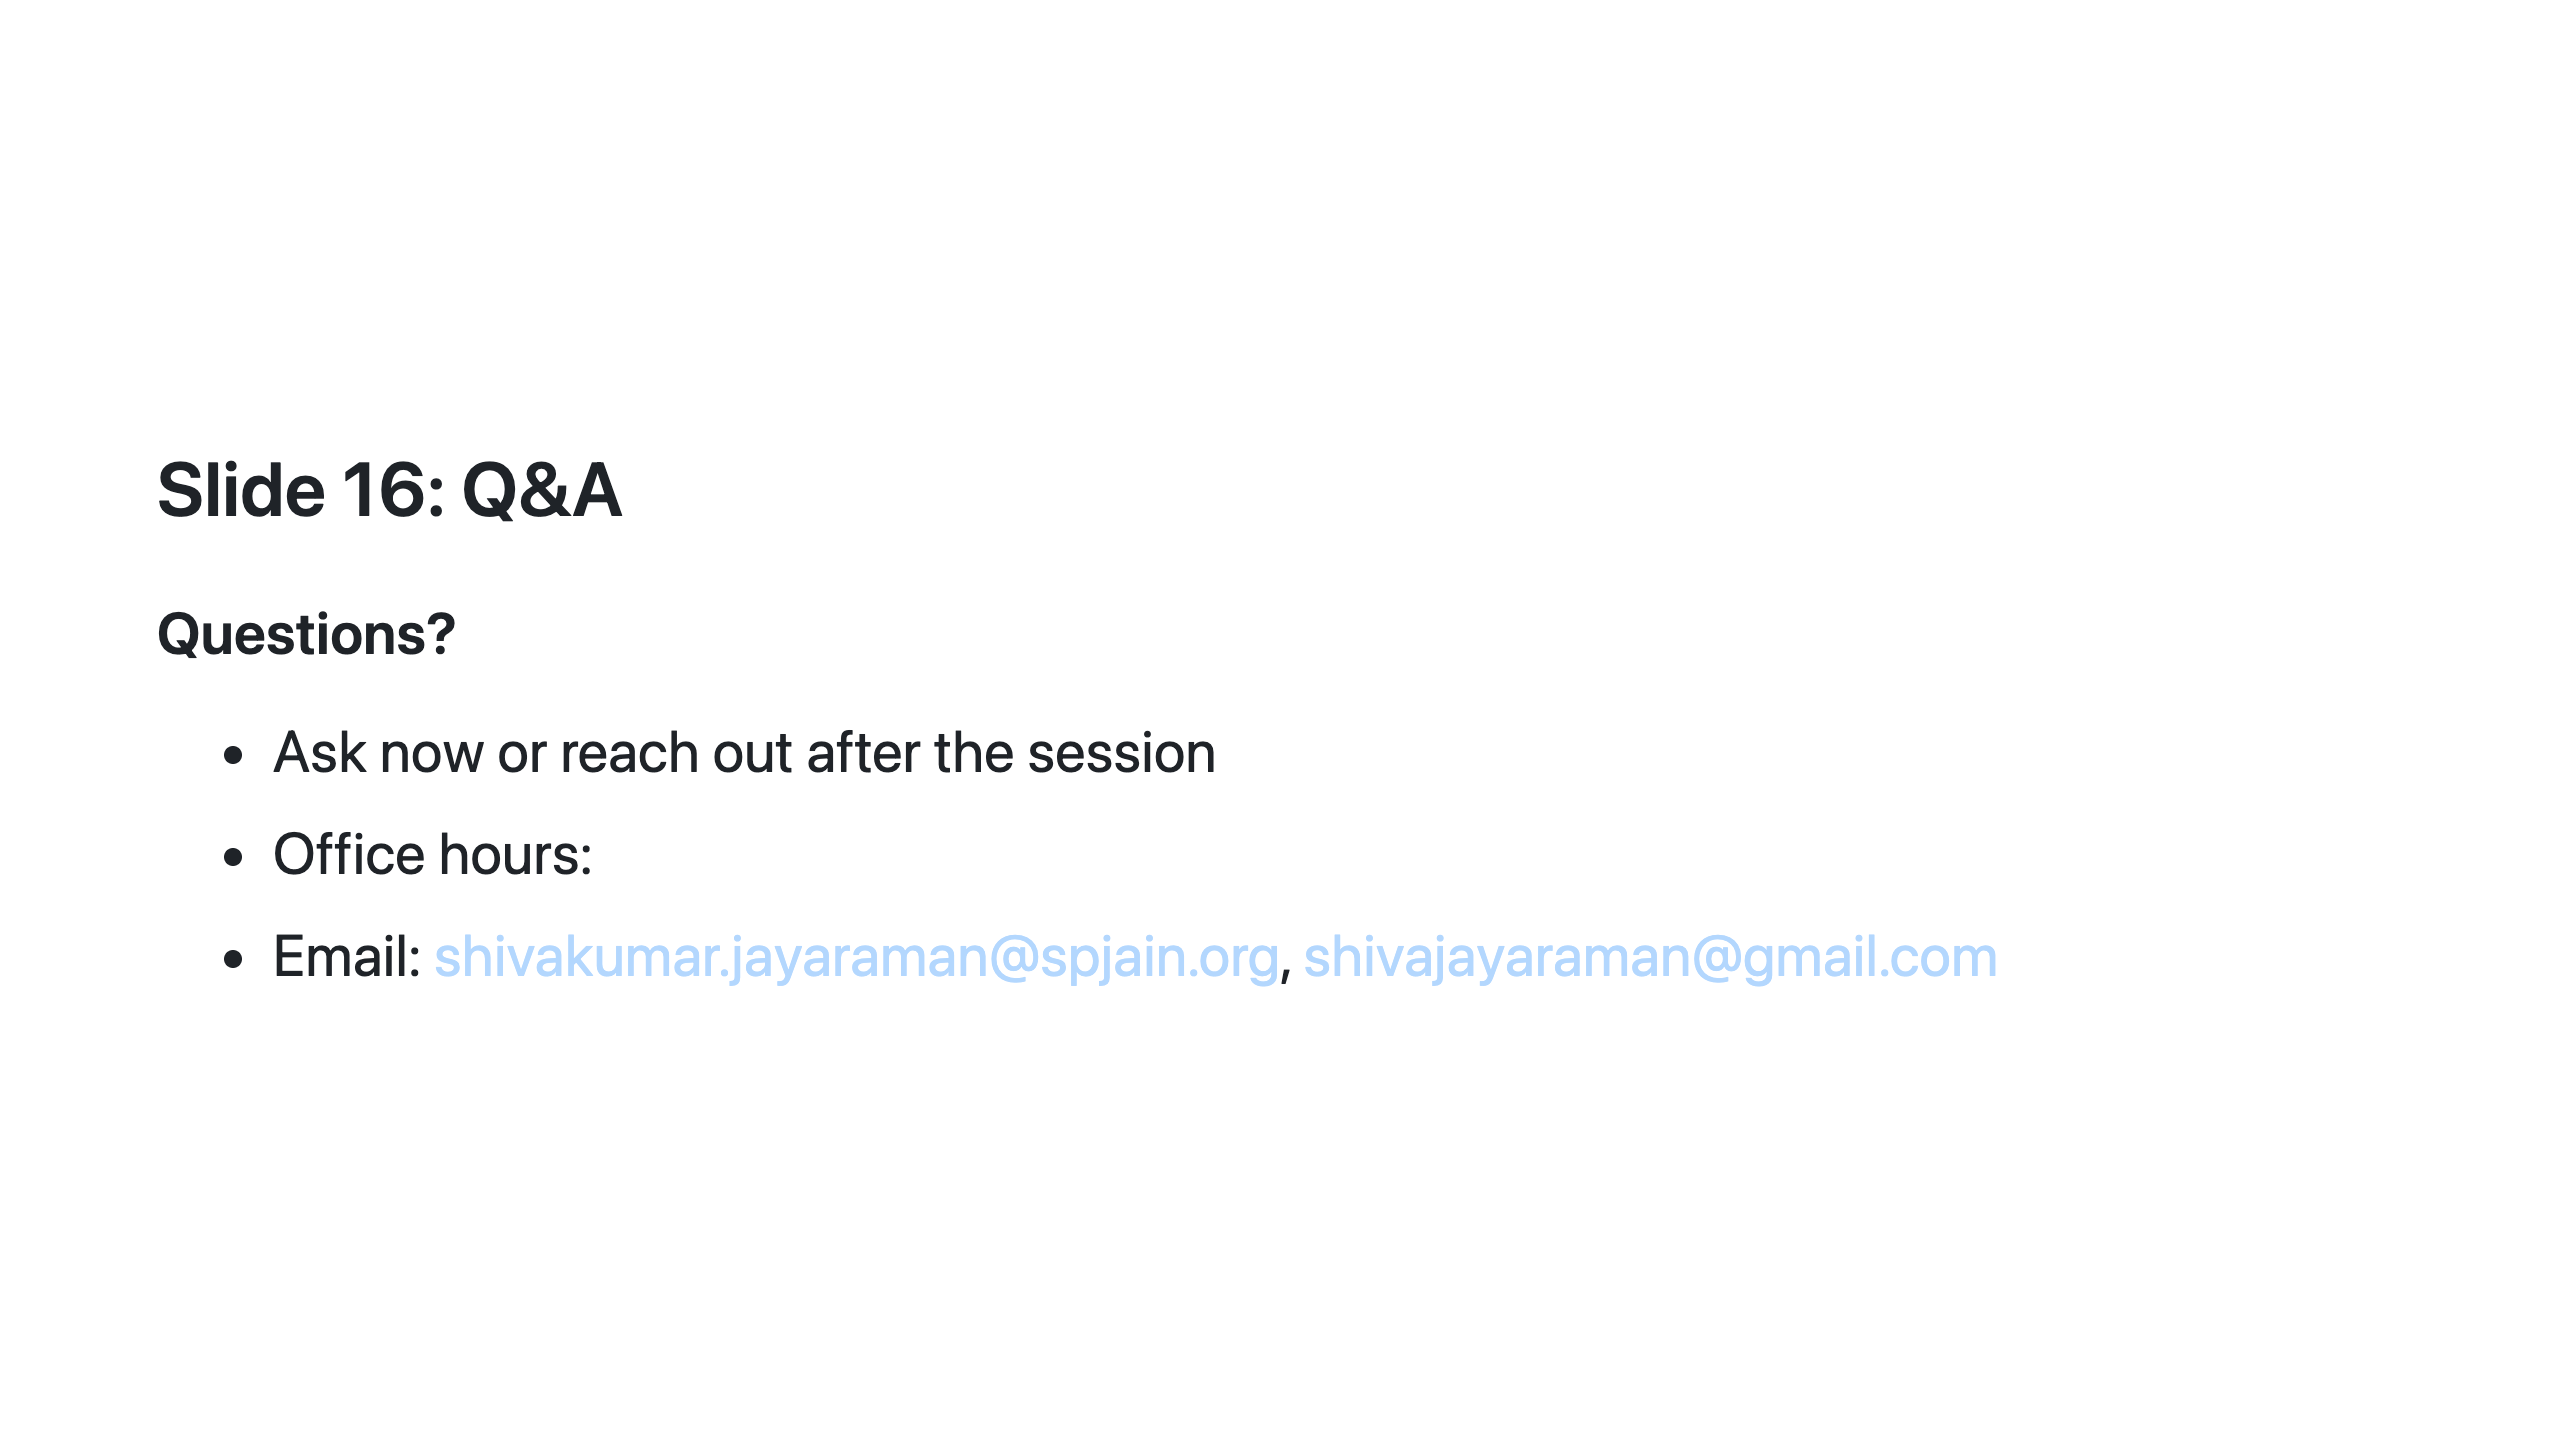 Slide 16: Q&A
Questions?
• Ask now or reach out after the session
• Office hours:
• Email: shivakumar.jayaraman@spjain.org, shivajayaraman@gmail.com